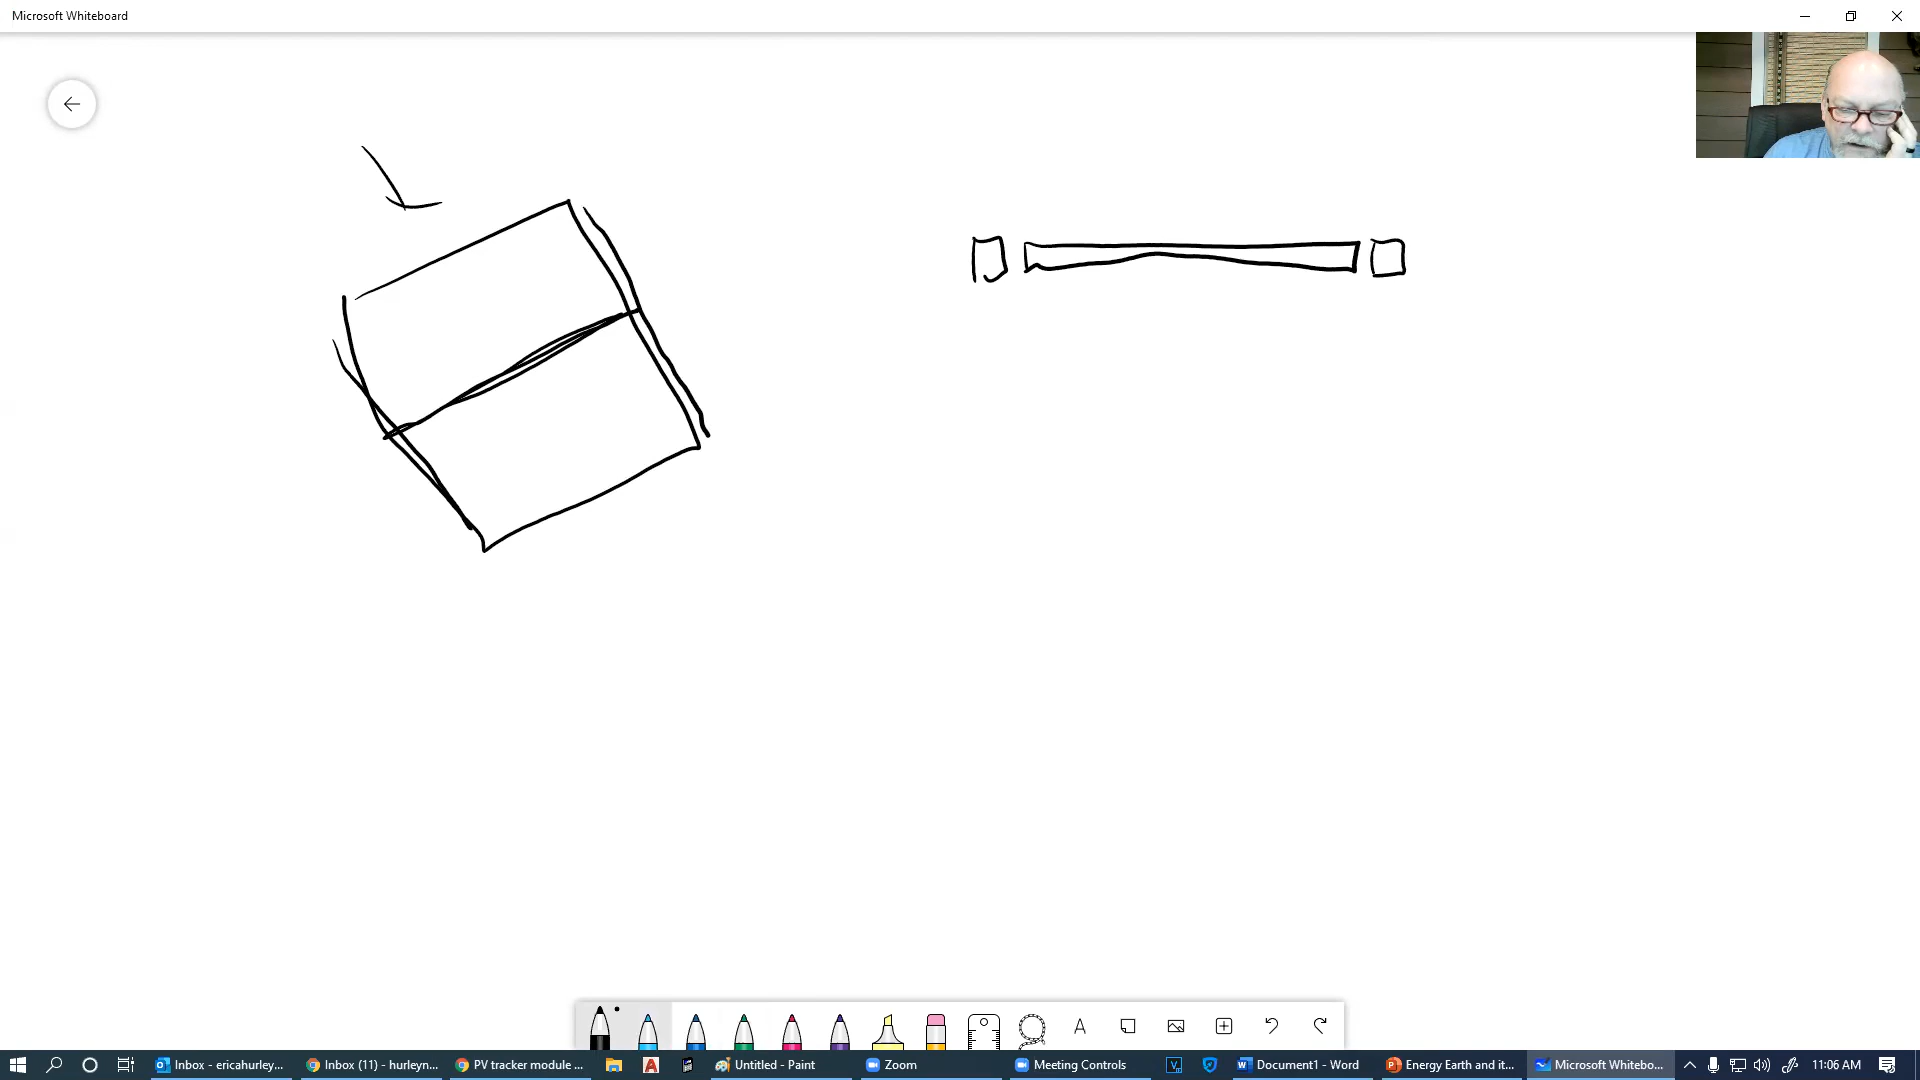 Microsoft Whiteboard
A
Inbox - ericahurley...
Inbox (11) - hurleyn...
PV tracker module ...
Untitled - Paint
Zoom
Meeting Controls
Document1 - Word
Energy Earth and it...
Microsoft Whitebo...
11:06 AM